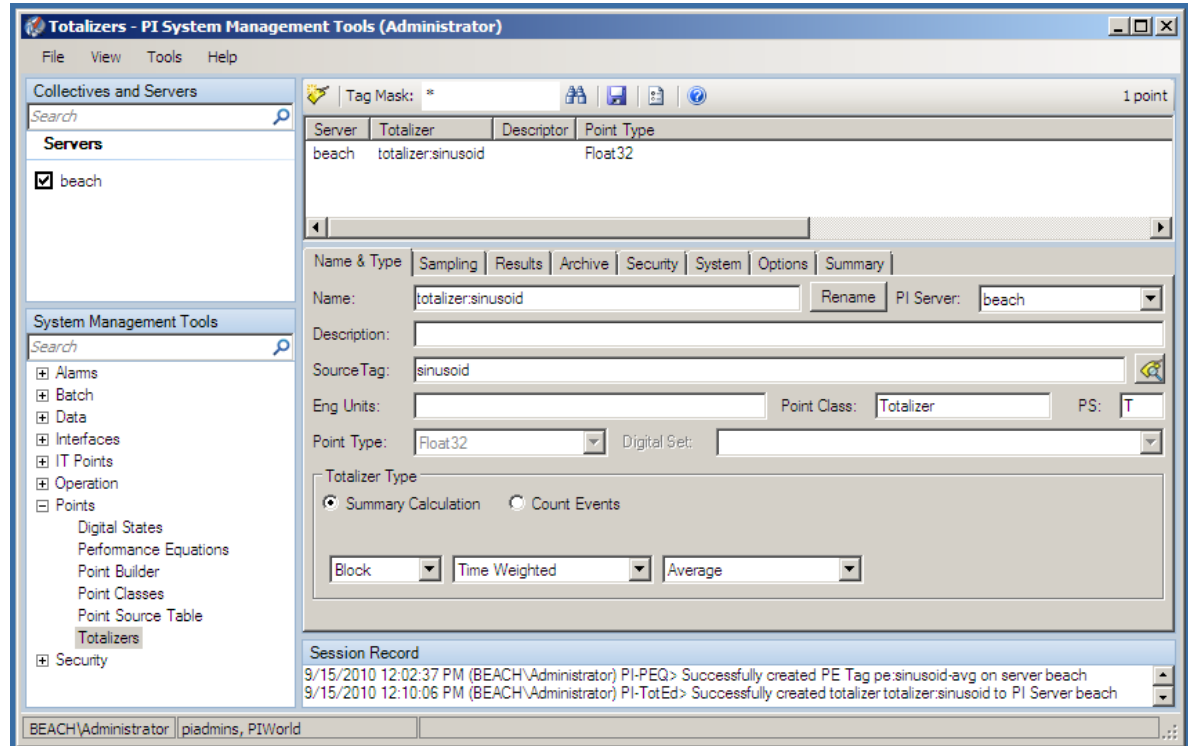 Totalizers - PI System Management Tools (Administrator)
File View Tools Help
Collectives and Servers
Search
Servers
beach
System Management Tools
Search
Alarms
Batch
Data
Interfaces
IT Points
Operation
Points
Digital States
Performance Equations
Point Builder
Point Classes
Point Source Table
Totalizers
Security
Tag Mask: * 1 point
Server Totalizer Descriptor Point Type
beach totalizer:sinusoid Float32
Name & Type Sampling Results Archive Security System Options Summary
Name: totalizer:sinusoid Rename PI Server: beach
Description:
Source Tag: sinusoid
Eng Units: Point Class: Totalizer PS: T
Point Type: Float32 Digital Set:
Totalizer Type
Summary Calculation Count Events
Block Time Weighted Average
Session Record
9/15/2010 12:02:37 PM (BEACH\Administrator) PI-PEQ> Successfully created PE Tag pe:sinusoid-avg on server beach
9/15/2010 12:10:06 PM (BEACH\Administrator) PI-TotEd> Successfully created totalizer totalizer:sinusoid to PI Server beach
BEACH\Administrator piadmins, PIWorld